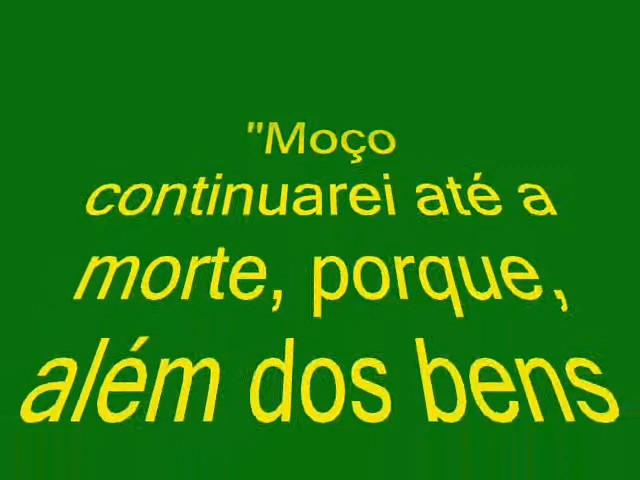 "Moço
continuarei até a
morte, porque,
além dos bens